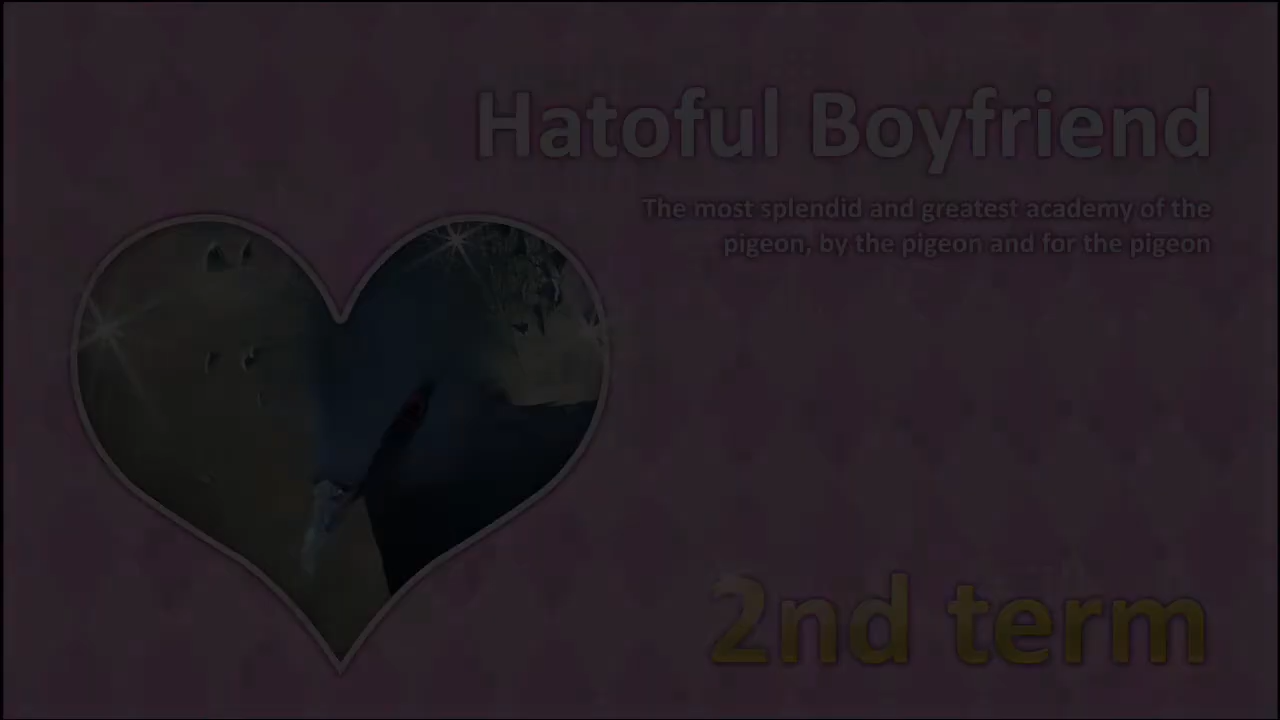 Hatoful Boyfriend
The most splendid and greatest academy of the
pigeon, by the pigeon and for the pigeon
2nd term